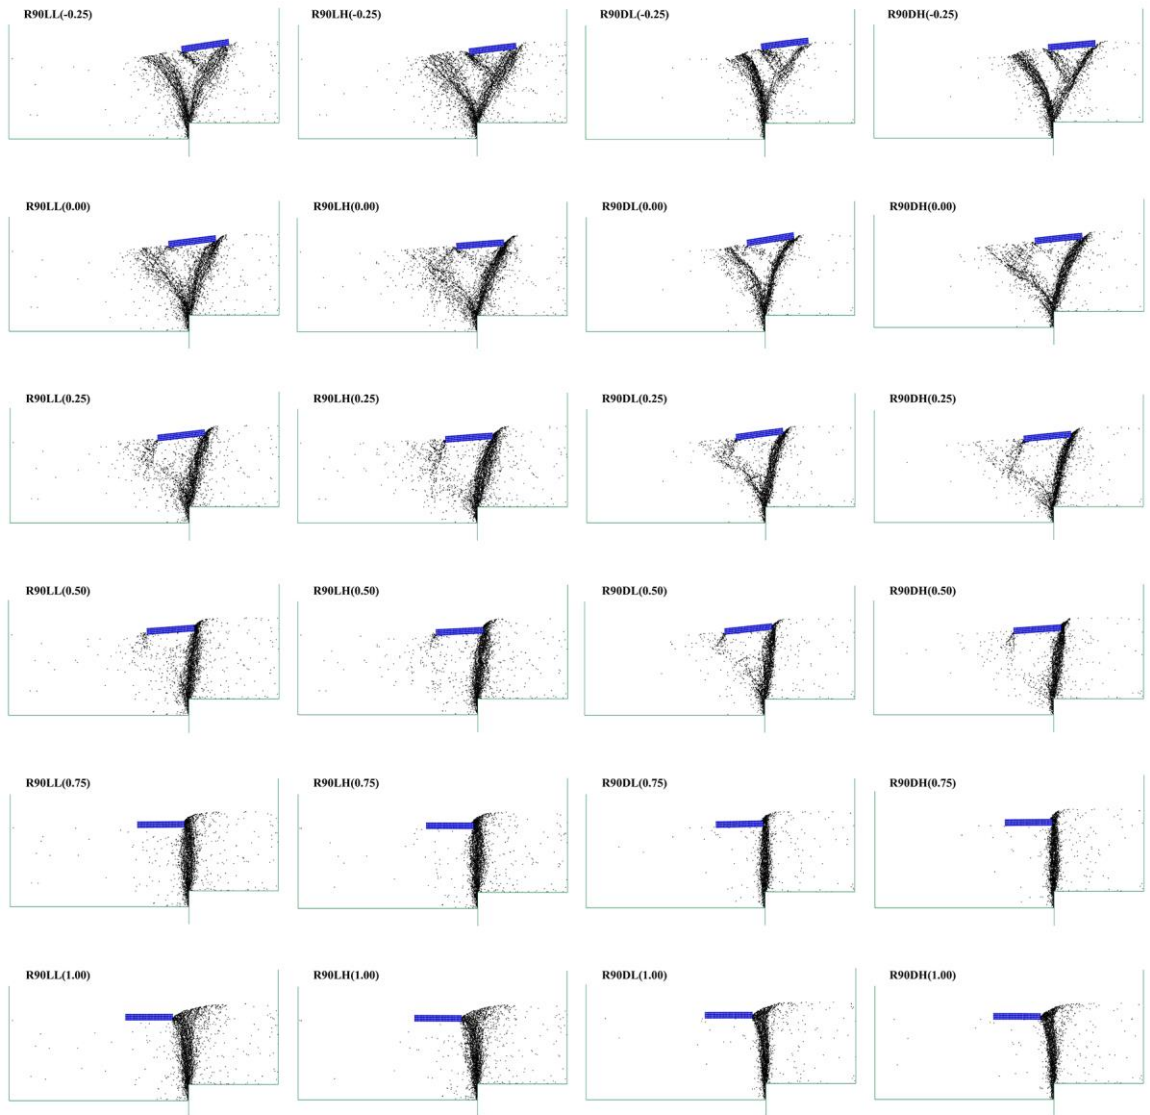 R90LL(-0.25) R90LH(-0.25) R90DL(-0.25) R90DH(-0.25)
R90LL(0.00) R90LH(0.00) R90DL(0.00) R90DH(0.00)
R90LL(0.25) R90LH(0.25) R90DL(0.25) R90DH(0.25)
R90LL(0.50) R90LH(0.50) R90DL(0.50) R90DH(0.50)
R90LL(0.75) R90LH(0.75) R90DL(0.75) R90DH(0.75)
R90LL(1.00) R90LH(1.00) R90DL(1.00) R90DH(1.00)